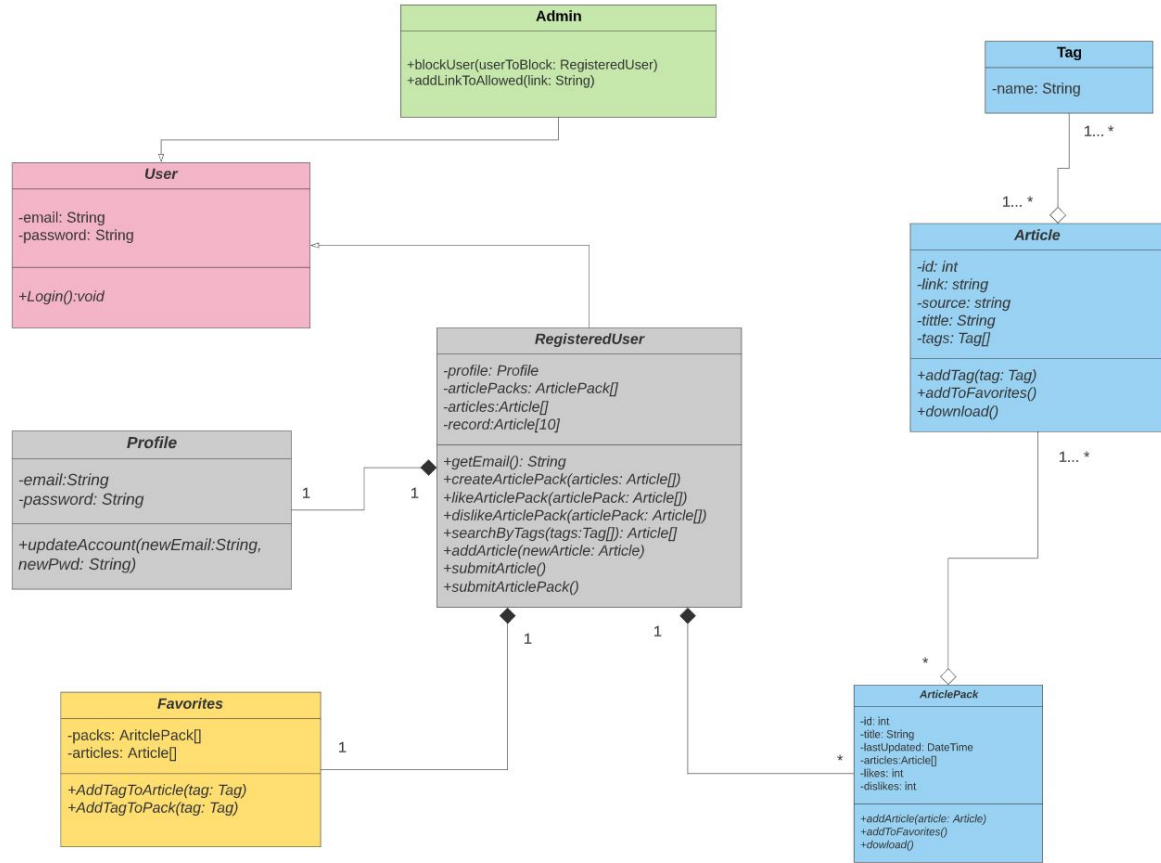 Admin
+blockUser(userToBlock: RegisteredUser)
+addLinkToAllowed(link: String)
Tag
-name: String
1... *
1... *
User
-email: String
-password: String
+Login():void
Article
-id: int
-link: string
-source: string
-tittle: String
-tags: Tag[]
+addTag(tag: Tag)
+addToFavorites()
+download()
1... *
RegisteredUser
-profile: Profile
-articlePacks: ArticlePack[]
-articles:Article[]
-record:Article[10]
+getEmail(): String
+createArticlePack(articles: Article[])
+likeArticlePack(articlePack: Article[])
+dislikeArticlePack(articlePack: Article[])
+searchByTags(tags:Tag[]): Article[]
+addArticle(newArticle: Article)
+submitArticle()
+submitArticlePack()
Profile
-email:String
-password: String
+updateAccount(newEmail:String,
newPwd: String)
1
1
1
1
*
Favorites
-packs: AritclePack[]
-articles: Article[]
+AddTagToArticle(tag: Tag)
+AddTagToPack(tag: Tag)
1
*
ArticlePack
-id: int
-title: String
-lastUpdated: DateTime
-articles:Article[]
-likes: int
-dislikes: int
+addArticle(article: Article)
+addToFavorites()
+dowload()